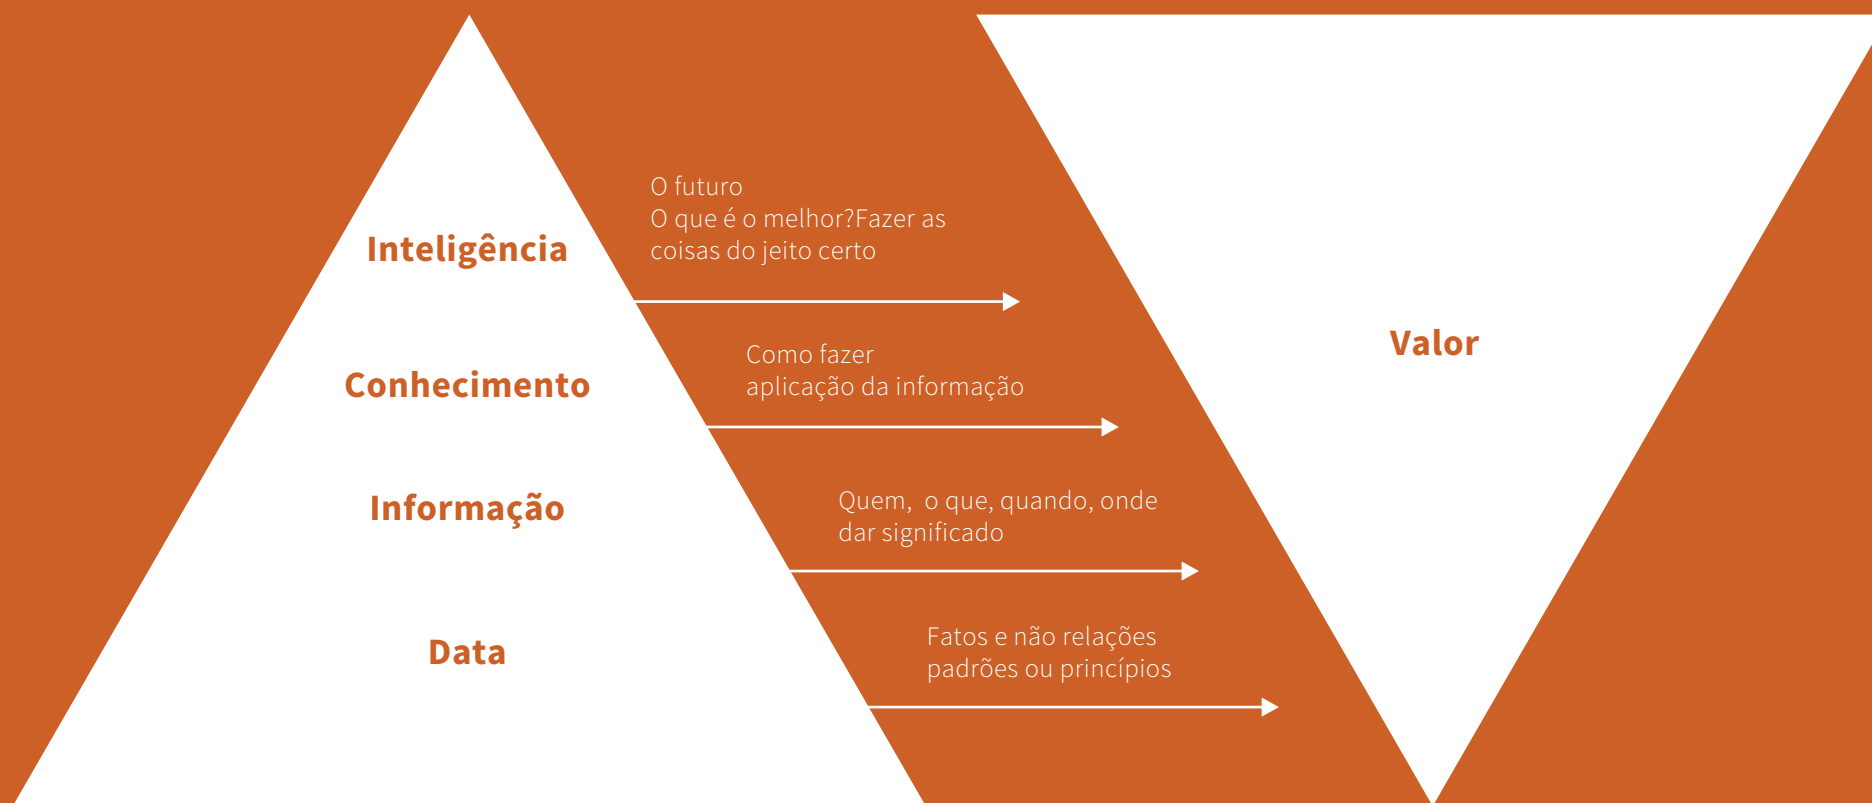 Inteligência
O futuro
O que é o melhor?Fazer as
coisas do jeito certo
Conhecimento
Como fazer
aplicação da informação
Informação
Quem,  o que, quando, onde
dar significado
Data
Fatos e não relações
padrões ou princípios
Valor